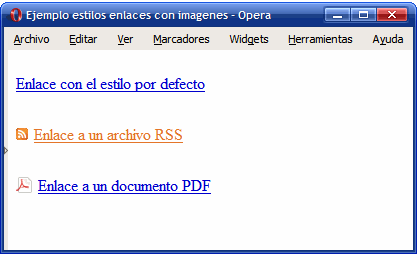 Ejemplo estilos enlaces con imagenes - Opera
Archivo Editar Ver Marcadores Widgets Herramientas Ayuda
Enlace con el estilo por defecto
Enlace a un archivo RSS
Enlace a un documento PDF